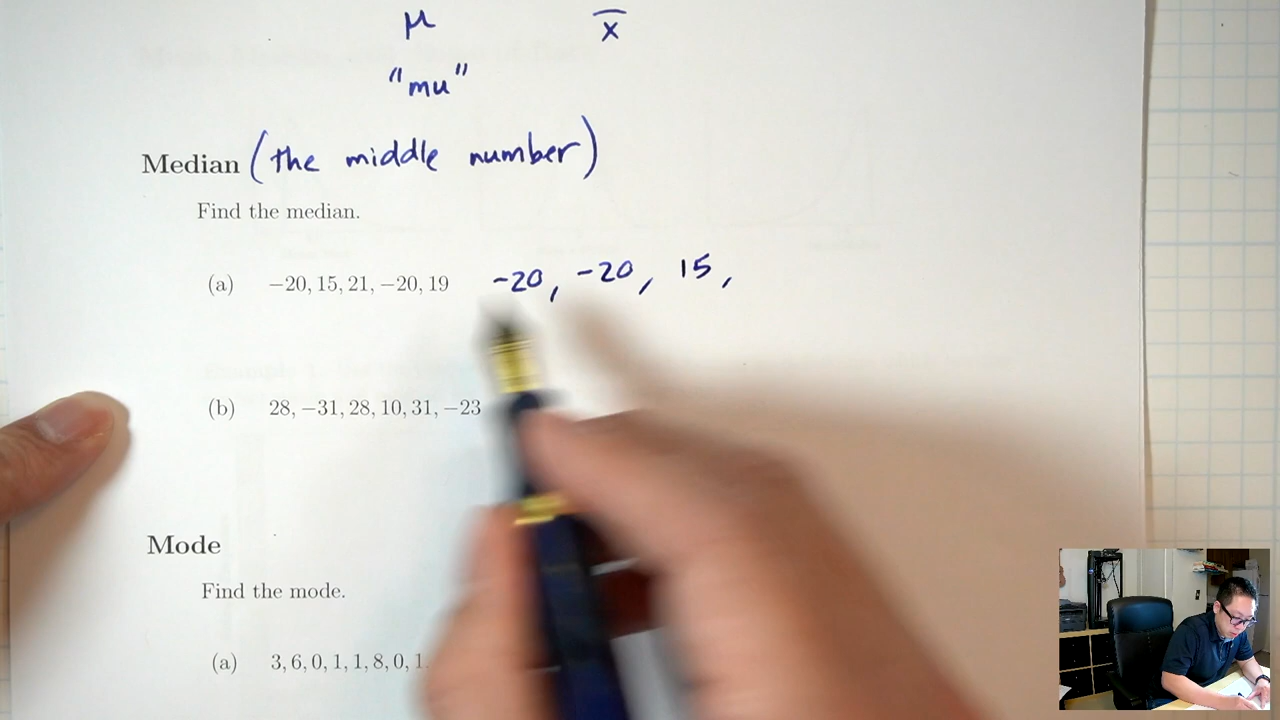 μ x̅
"mu"
Median (the middle number)
Find the median.
(a) −20, 15, 21, −20, 19 -20, -20, 15,
(b) 28, −31, 28, 10, 31, −23
Mode
Find the mode.
(a) 3, 6, 0, 1, 1, 8, 0, 1.